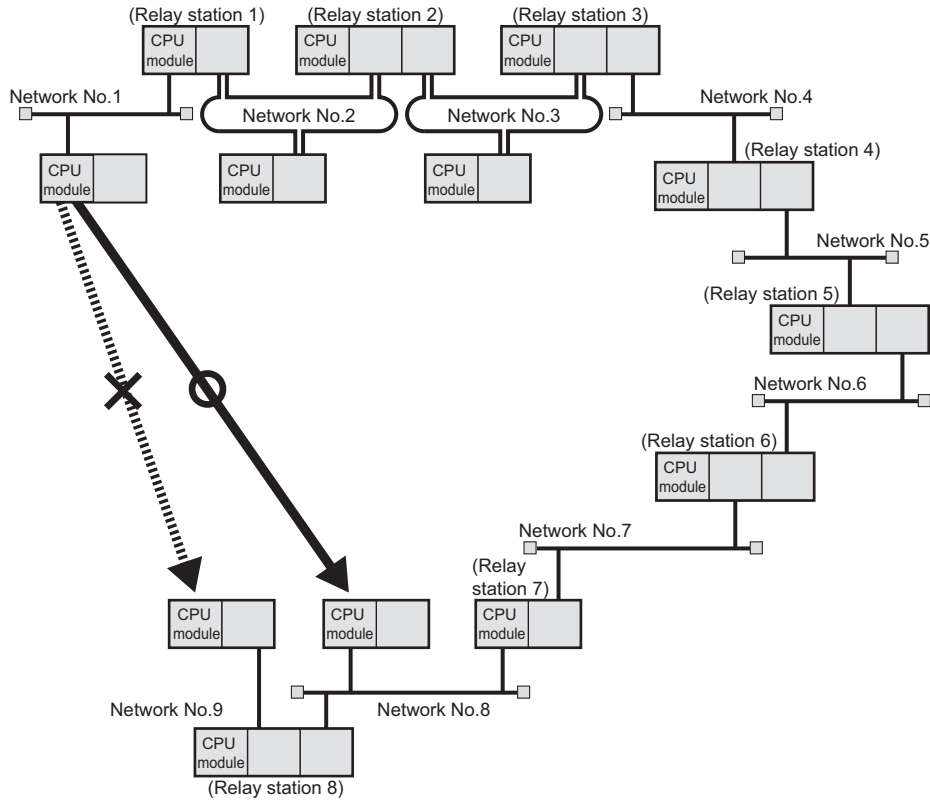 (Relay station 1)
(Relay station 2)
(Relay station 3)
CPU
module
CPU
module
CPU
module
Network No.1
Network No.2
Network No.3
Network No.4
CPU
module
CPU
module
CPU
module
(Relay station 4)
CPU
module
Network No.5
(Relay station 5)
CPU
module
Network No.6
(Relay station 6)
CPU
module
Network No.7
(Relay
station 7)
CPU
module
CPU
module
CPU
module
Network No.9
Network No.8
CPU
module
(Relay station 8)